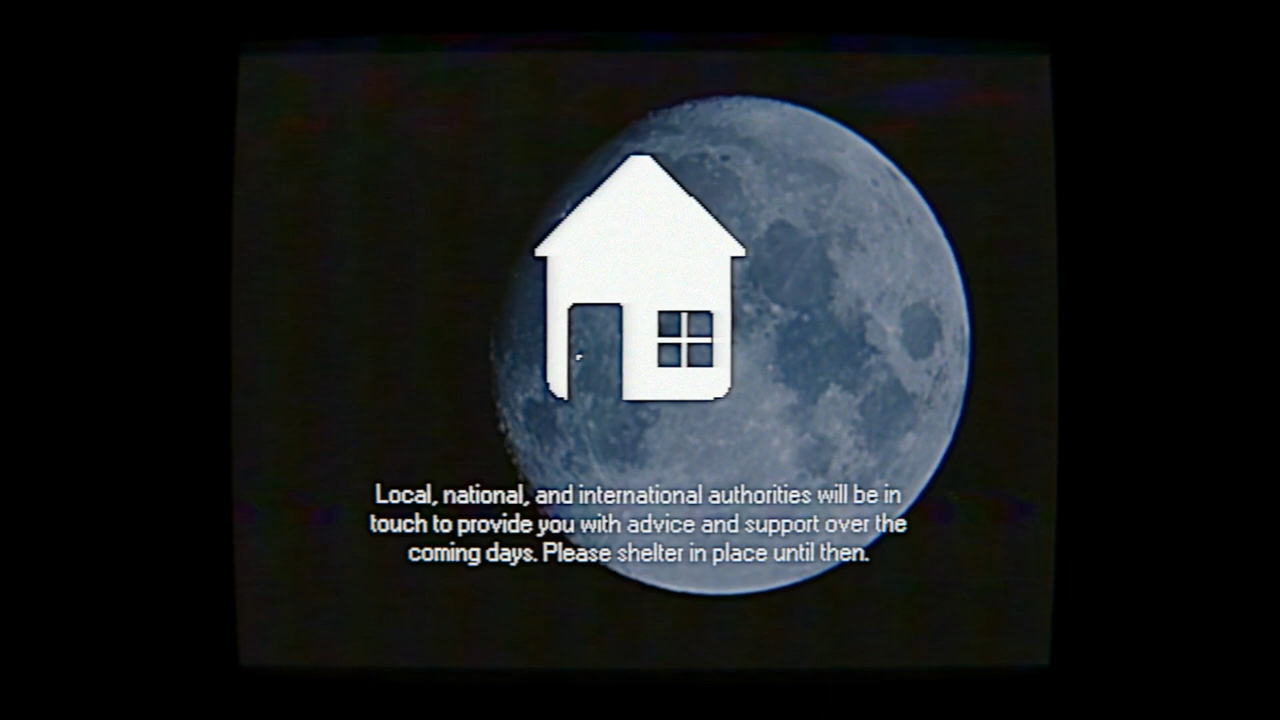 Local, national, and international authorities will be in
touch to provide you with advice and support over the
coming days. Please shelter in place until then.